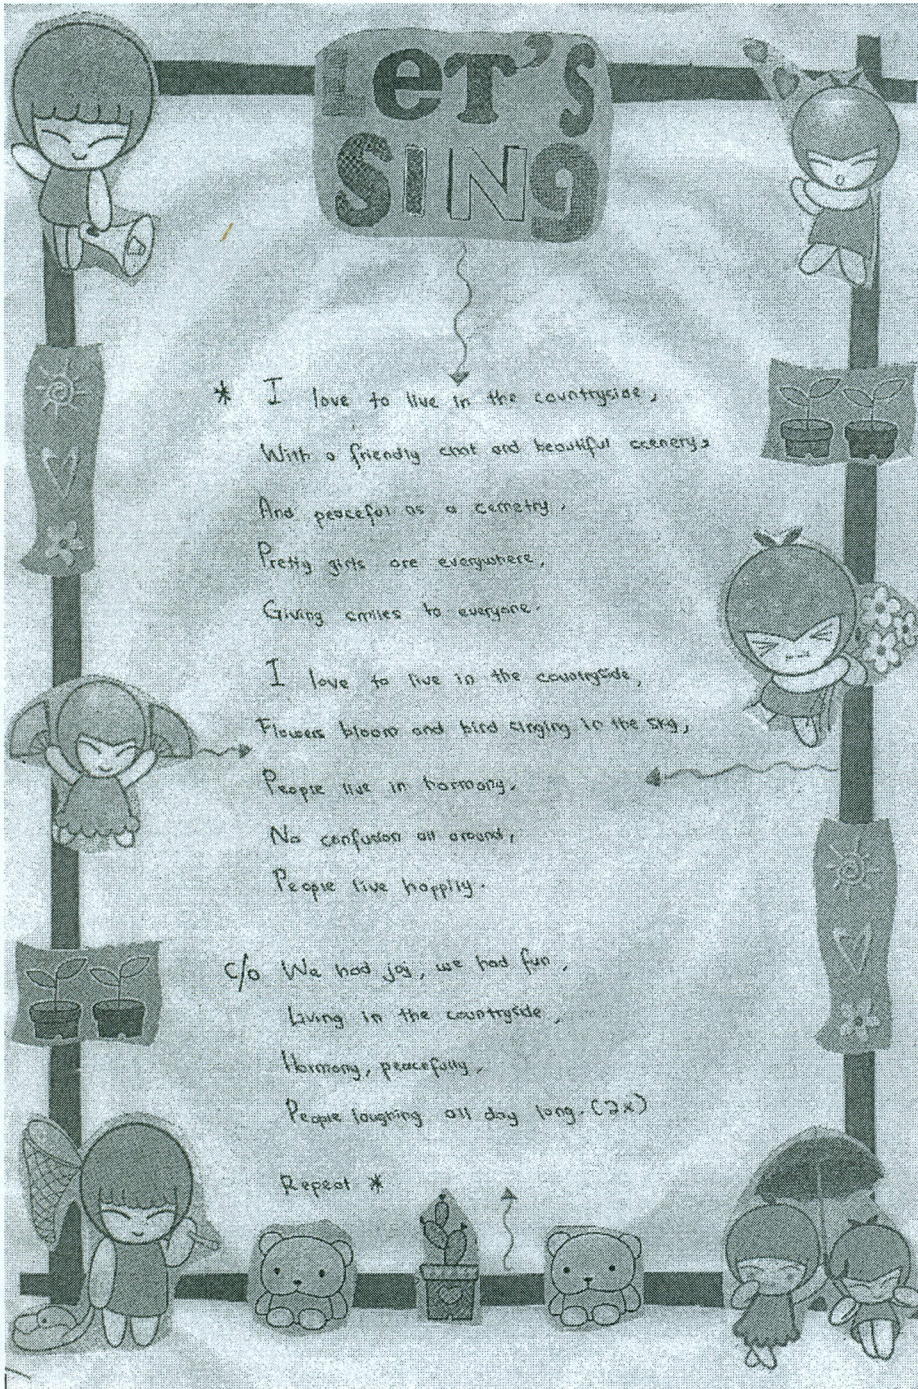 LET'S
SING
* I love to live in the countryside,
With a friendly chat and beautiful scenery,
And peaceful as a cemetry,
Pretty girls are everywhere,
Giving smiles to everyone.
I love to live in the countryside,
Flowers bloom and bird singing in the sky,
People live in harmony,
No confusion all around,
People live happily.
c/o We had joy, we had fun,
Living in the countryside,
Harmony, peacefully,
People laughing all day long. (2x)
Repeat *